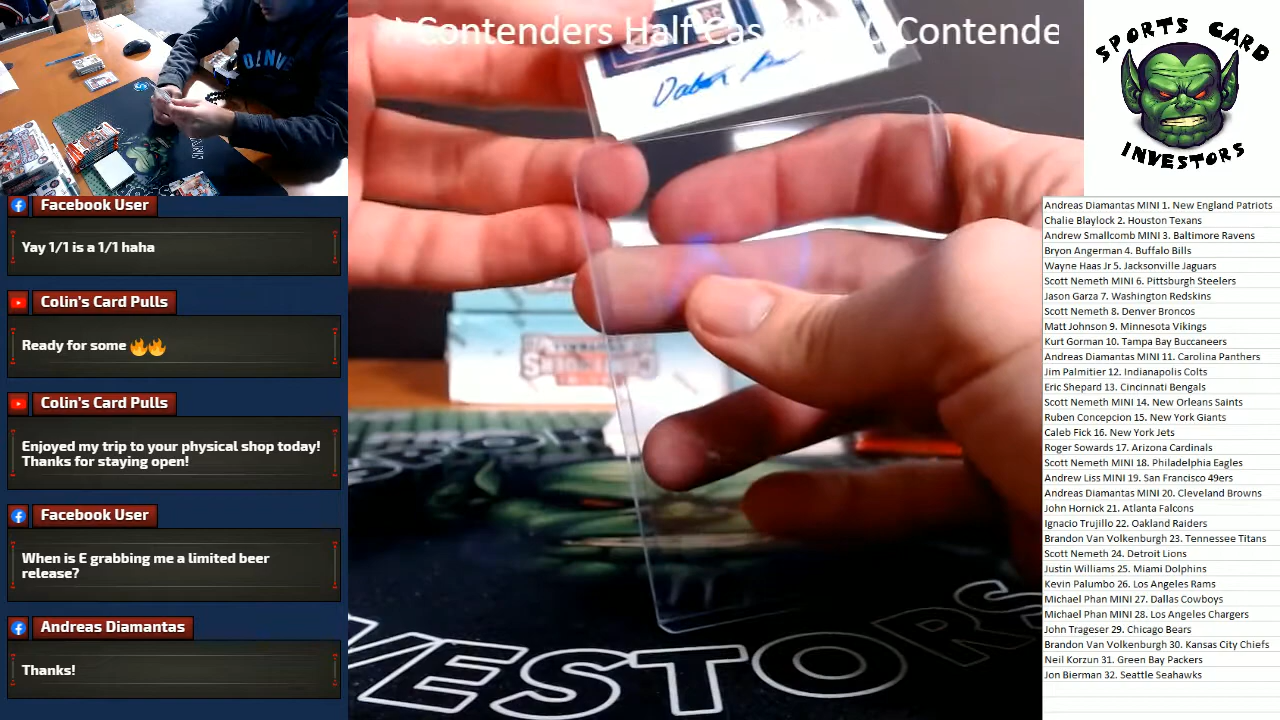 Contenders Half Cas
Contende
SPORTS CARD
INVESTORS
DENVE
Facebook User
Yay 1/1 is a 1/1 haha
Colin's Card Pulls
Ready for some 🔥🔥
Colin's Card Pulls
Enjoyed my trip to your physical shop today!
Thanks for staying open!
Facebook User
When is E grabbing me a limited beer
release?
Andreas Diamantas
Thanks!
VESTORS
Andreas Diamantas MINI 1. New England Patriots
Chalie Blaylock 2. Houston Texans
Andrew Smallcomb MINI 3. Baltimore Ravens
Bryon Angerman 4. Buffalo Bills
Wayne Haas Jr 5. Jacksonville Jaguars
Scott Nemeth MINI 6. Pittsburgh Steelers
Jason Garza 7. Washington Redskins
Scott Nemeth 8. Denver Broncos
Matt Johnson 9. Minnesota Vikings
Kurt Gorman 10. Tampa Bay Buccaneers
Andreas Diamantas MINI 11. Carolina Panthers
Jim Palmitier 12. Indianapolis Colts
Eric Shepard 13. Cincinnati Bengals
Scott Nemeth MINI 14. New Orleans Saints
Ruben Concepcion 15. New York Giants
Caleb Fick 16. New York Jets
Roger Sowards 17. Arizona Cardinals
Scott Nemeth MINI 18. Philadelphia Eagles
Andrew Liss MINI 19. San Francisco 49ers
Andreas Diamantas MINI 20. Cleveland Browns
John Hornick 21. Atlanta Falcons
Ignacio Trujillo 22. Oakland Raiders
Brandon Van Volkenburgh 23. Tennessee Titans
Scott Nemeth 24. Detroit Lions
Justin Williams 25. Miami Dolphins
Kevin Palumbo 26. Los Angeles Rams
Michael Phan MINI 27. Dallas Cowboys
Michael Phan MINI 28. Los Angeles Chargers
John Trageser 29. Chicago Bears
Brandon Van Volkenburgh 30. Kansas City Chiefs
Neil Korzun 31. Green Bay Packers
Jon Bierman 32. Seattle Seahawks